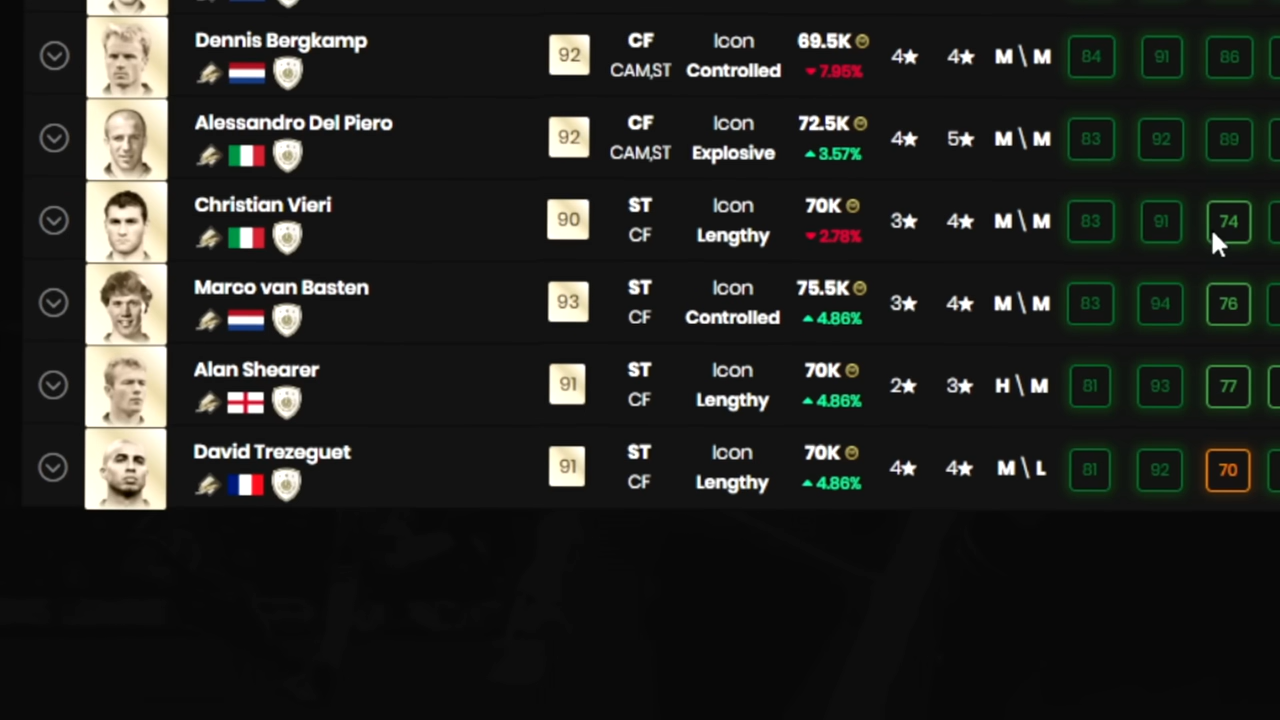 Dennis Bergkamp 92 CF Icon 69.5K 4★ 4★ M \ M 84 91 86
CAM,ST Controlled 7.95%
Alessandro Del Piero 92 CF Icon 72.5K 4★ 5★ M \ M 83 92 89
CAM,ST Explosive 3.57%
Christian Vieri 90 ST Icon 70K 3★ 4★ M \ M 83 91 74
CF Lengthy 2.78%
Marco van Basten 93 ST Icon 75.5K 3★ 4★ M \ M 83 94 76
CF Controlled 4.86%
Alan Shearer 91 ST Icon 70K 2★ 3★ H \ M 81 93 77
CF Lengthy 4.86%
David Trezeguet 91 ST Icon 70K 4★ 4★ M \ L 81 92 70
CF Lengthy 4.86%